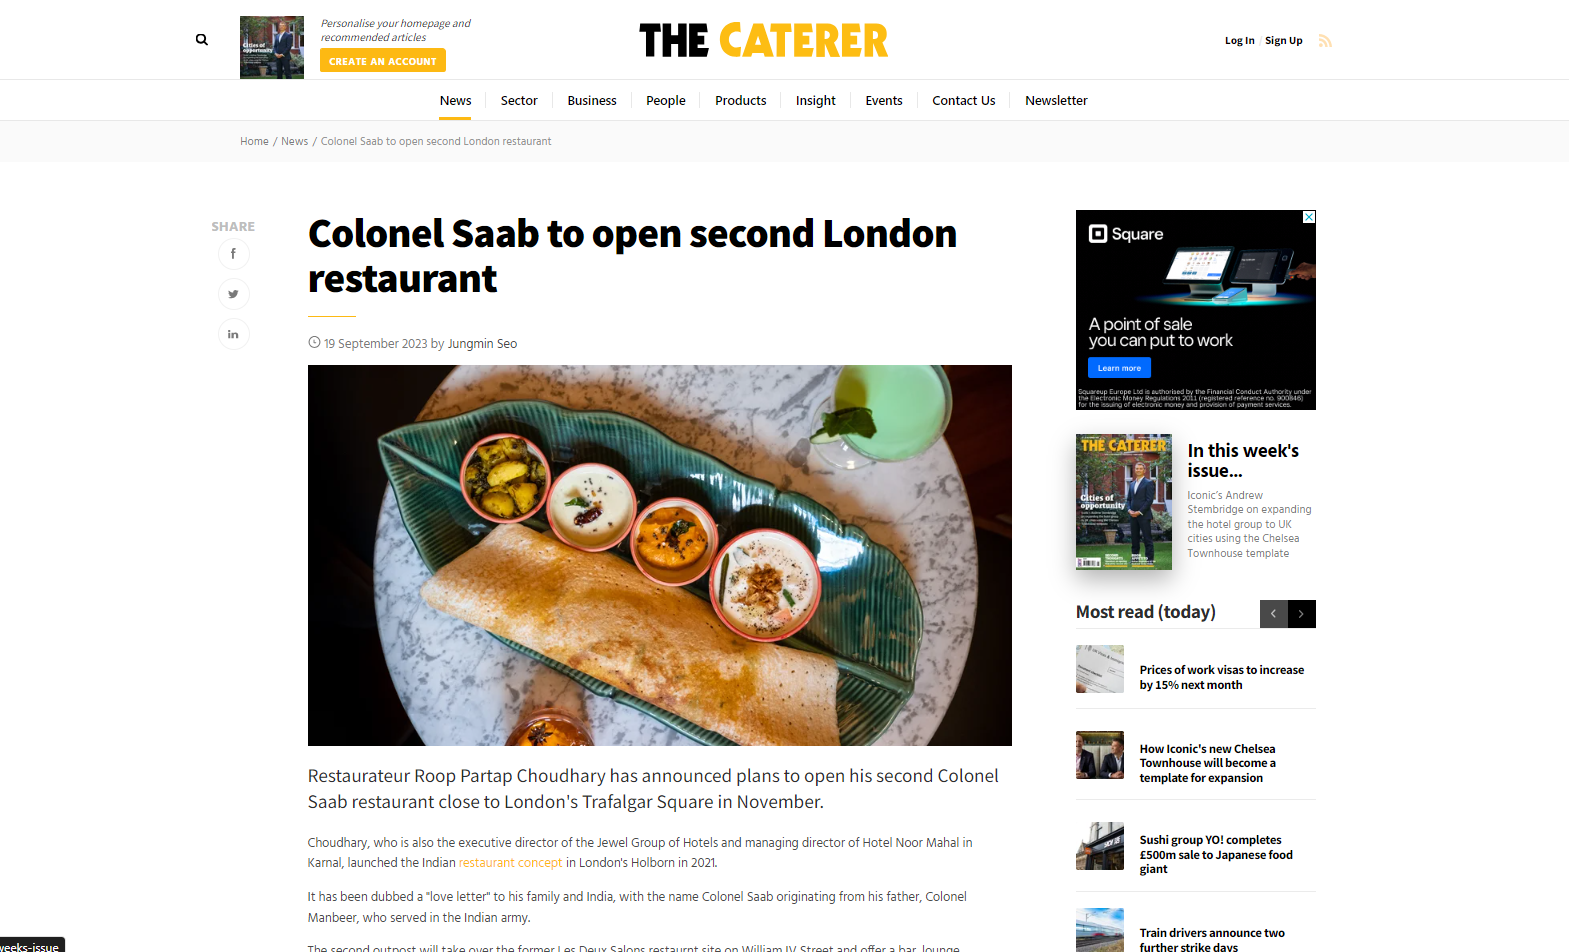 Personalise your homepage and
recommended articles
CREATE AN ACCOUNT
THE CATERER
Log In
Sign Up
News
Sector
Business
People
Products
Insight
Events
Contact Us
Newsletter
Home / News / Colonel Saab to open second London restaurant
SHARE
Colonel Saab to open second London
restaurant
19 September 2023 by Jungmin Seo
Restaurateur Roop Partap Choudhary has announced plans to open his second Colonel
Saab restaurant close to London's Trafalgar Square in November.
Choudhary, who is also the executive director of the Jewel Group of Hotels and managing director of Hotel Noor Mahal in
Karnal, launched the Indian restaurant concept in London's Holborn in 2021.
It has been dubbed a "love letter" to his family and India, with the name Colonel Saab originating from his father, Colonel
Manbeer, who served in the Indian army.
The second outpost will take over the former Les Deux Salons restaurnt site on William IV Street and offer a bar, lounge,
Square
A point of sale
you can put to work
Learn more
Squareup Europe Ltd is authorised by the Financial Conduct Authority under
the Electronic Money Regulations 2011 (registered reference no. 900846)
for the issuing of electronic money and provision of payment services.
THE CATERER
Cities of
opportunity
In this week's
issue...
Iconic's Andrew
Stembridge on expanding
the hotel group to UK
cities using the Chelsea
Townhouse template
Most read (today)
Prices of work visas to increase
by 15% next month
How Iconic's new Chelsea
Townhouse will become a
template for expansion
Sushi group YO! completes
£500m sale to Japanese food
giant
Train drivers announce two
further strike days
weeks-issue